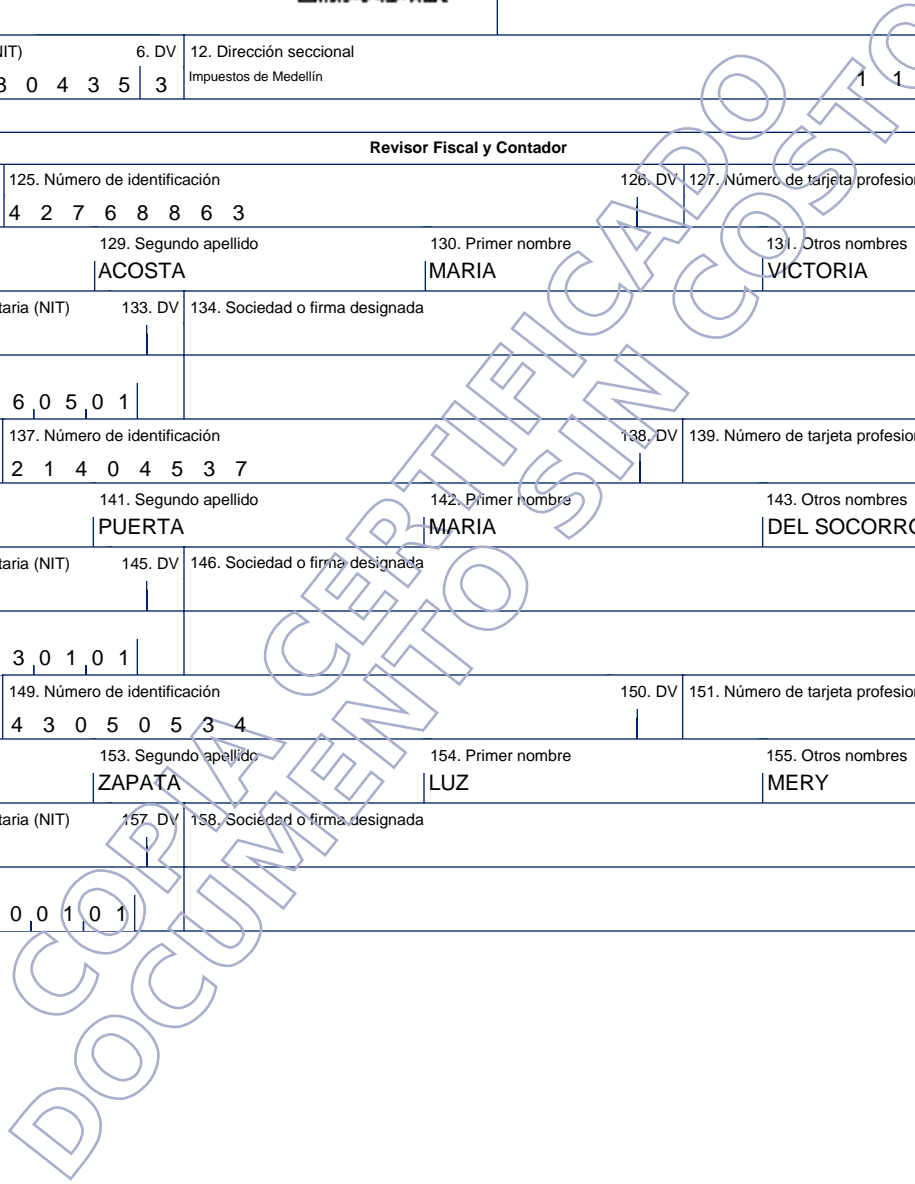 NIT) 6. DV 12. Dirección seccional
3 0 4 3 5 3 Impuestos de Medellín 1 1
Revisor Fiscal y Contador
125. Número de identificación 126. DV 127. Número de tarjeta profesion
4 2 7 6 8 8 6 3
129. Segundo apellido 130. Primer nombre 131. Otros nombres
ACOSTA MARIA VICTORIA
taria (NIT) 133. DV 134. Sociedad o firma designada
6 0 5 0 1
137. Número de identificación 138. DV 139. Número de tarjeta profesion
2 1 4 0 4 5 3 7
141. Segundo apellido 142. Primer nombre 143. Otros nombres
PUERTA MARIA DEL SOCORRO
taria (NIT) 145. DV 146. Sociedad o firma designada
3 0 1 0 1
149. Número de identificación 150. DV 151. Número de tarjeta profesion
4 3 0 5 0 5 3 4
153. Segundo apellido 154. Primer nombre 155. Otros nombres
ZAPATA LUZ MERY
taria (NIT) 157. DV 158. Sociedad o firma designada
0 0 1 0 1
COPIA CERTIFICADO
DOCUMENTO SIN COSTO